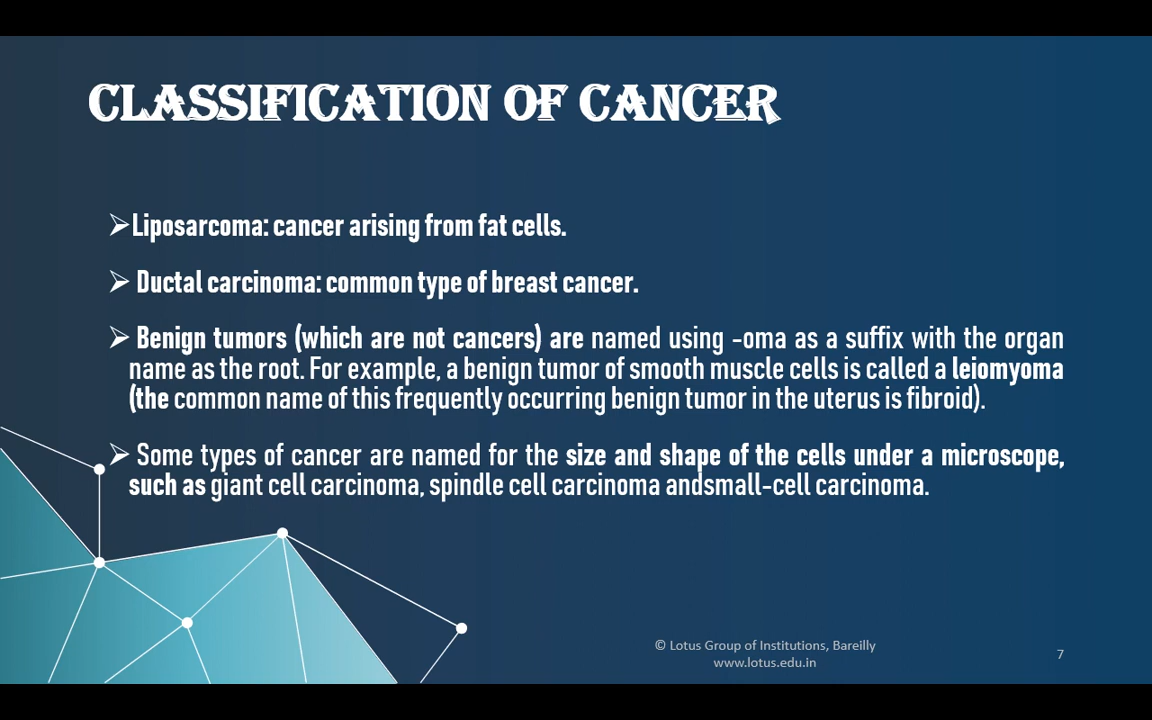 CLASSIFICATION OF CANCER
➢Liposarcoma: cancer arising from fat cells.
➢ Ductal carcinoma: common type of breast cancer.
➢ Benign tumors (which are not cancers) are named using -oma as a suffix with the organ
name as the root. For example, a benign tumor of smooth muscle cells is called a leiomyoma
(the common name of this frequently occurring benign tumor in the uterus is fibroid).
➢ Some types of cancer are named for the size and shape of the cells under a microscope,
such as giant cell carcinoma, spindle cell carcinoma andsmall-cell carcinoma.
© Lotus Group of Institutions, Bareilly
www.lotus.edu.in
7